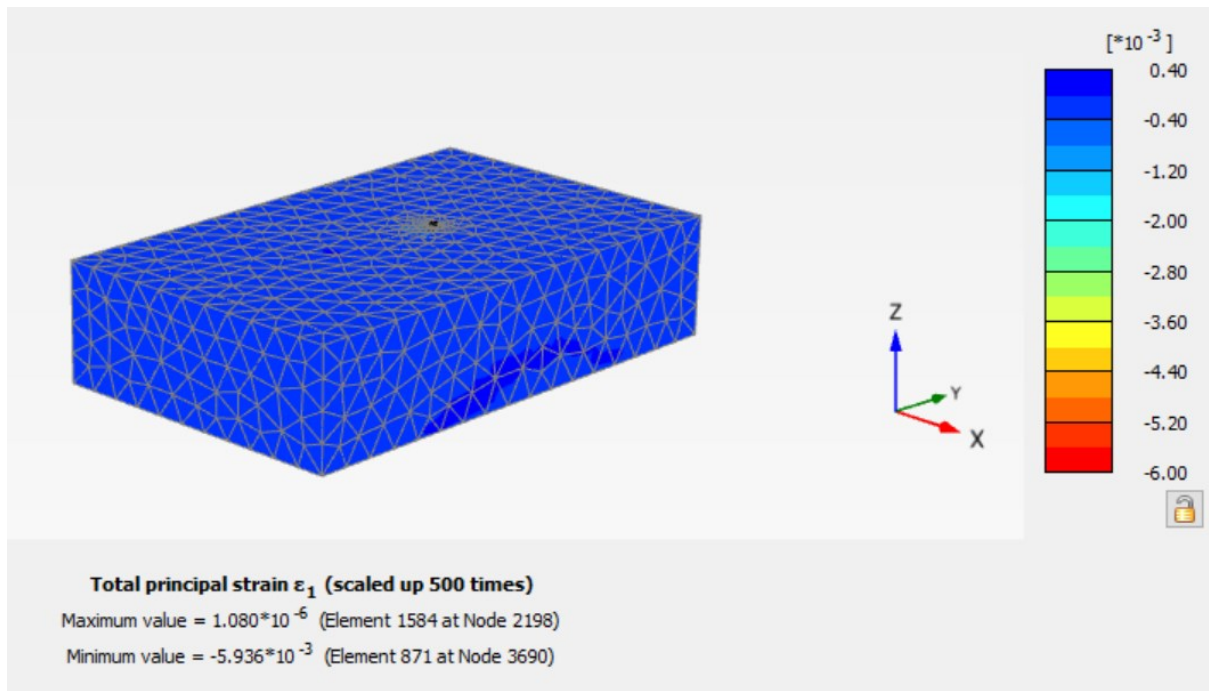 [*10 -3 ]
0.40
-0.40
-1.20
-2.00
-2.80
-3.60
-4.40
-5.20
-6.00
Z
Y
X
Total principal strain ε1 (scaled up 500 times)
Maximum value = 1.080*10 -6 (Element 1584 at Node 2198)
Minimum value = -5.936*10 -3 (Element 871 at Node 3690)